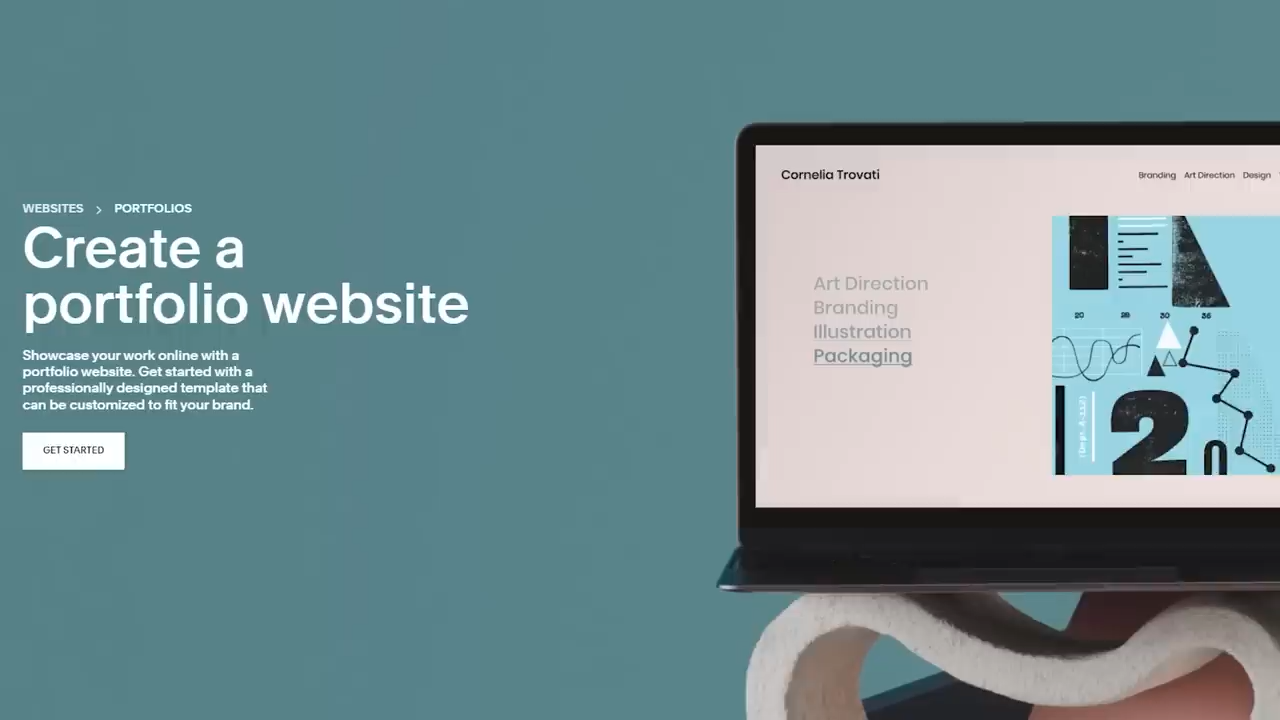 WEBSITES > PORTFOLIOS
Create a
portfolio website
Showcase your work online with a
portfolio website. Get started with a
professionally designed template that
can be customized to fit your brand.
GET STARTED
Cornelia Trovati
Branding Art Direction Design
Art Direction
Branding
Illustration
Packaging
20 30 36
2